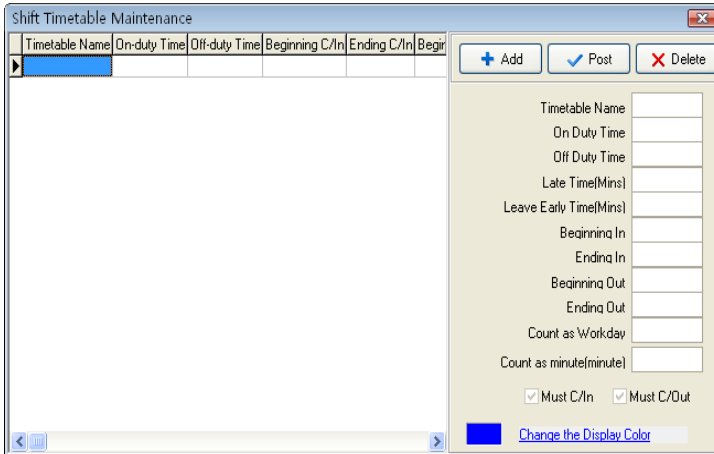 Shift Timetable Maintenance
Timetable Name On-duty Time Off-duty Time Beginning C/In Ending C/In Begin
Add Post Delete
Timetable Name
On Duty Time
Off Duty Time
Late Time(Mins)
Leave Early Time(Mins)
Beginning In
Ending In
Beginning Out
Ending Out
Count as Workday
Count as minute(minute)
Must C/In Must C/Out
Change the Display Color